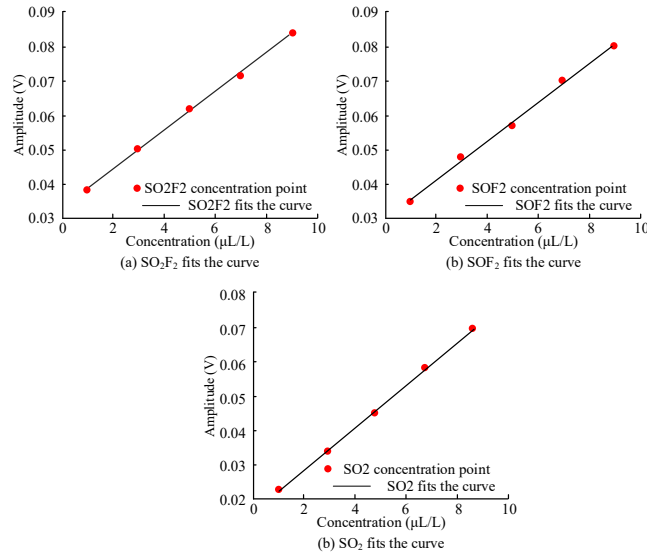 0.09
0.08
0.07
0.06
0.05
0.04
0.03
Amplitude (V)
SO2F2 concentration point
SO2F2 fits the curve
0 2 4 6 8 10
Concentration (μL/L)
(a) SO₂F₂ fits the curve
0.09
0.08
0.07
0.06
0.05
0.04
0.03
Amplitude (V)
SOF2 concentration point
SOF2 fits the curve
0 2 4 6 8 10
Concentration (μL/L)
(b) SOF₂ fits the curve
0.08
0.07
0.06
0.05
0.04
0.03
0.02
Amplitude (V)
SO2 concentration point
SO2 fits the curve
0 2 4 6 8 10
Concentration (μL/L)
(b) SO₂ fits the curve